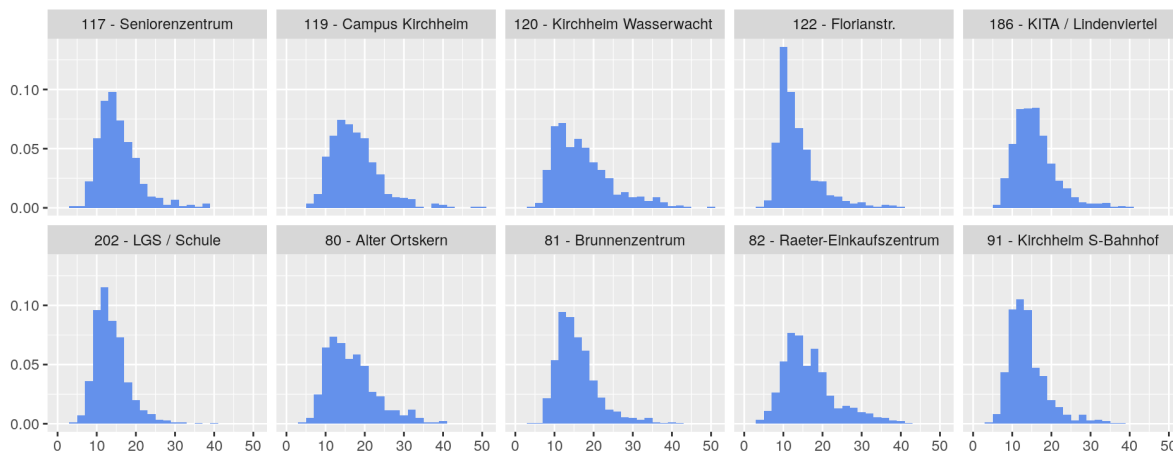 117 - Seniorenzentrum
119 - Campus Kirchheim
120 - Kirchheim Wasserwacht
122 - Florianstr.
186 - KITA / Lindenviertel
0.10
0.05
0.00
202 - LGS / Schule
80 - Alter Ortskern
81 - Brunnenzentrum
82 - Raeter-Einkaufszentrum
91 - Kirchheim S-Bahnhof
0.10
0.05
0.00
0 10 20 30 40 50 0 10 20 30 40 50 0 10 20 30 40 50 0 10 20 30 40 50 0 10 20 30 40 50